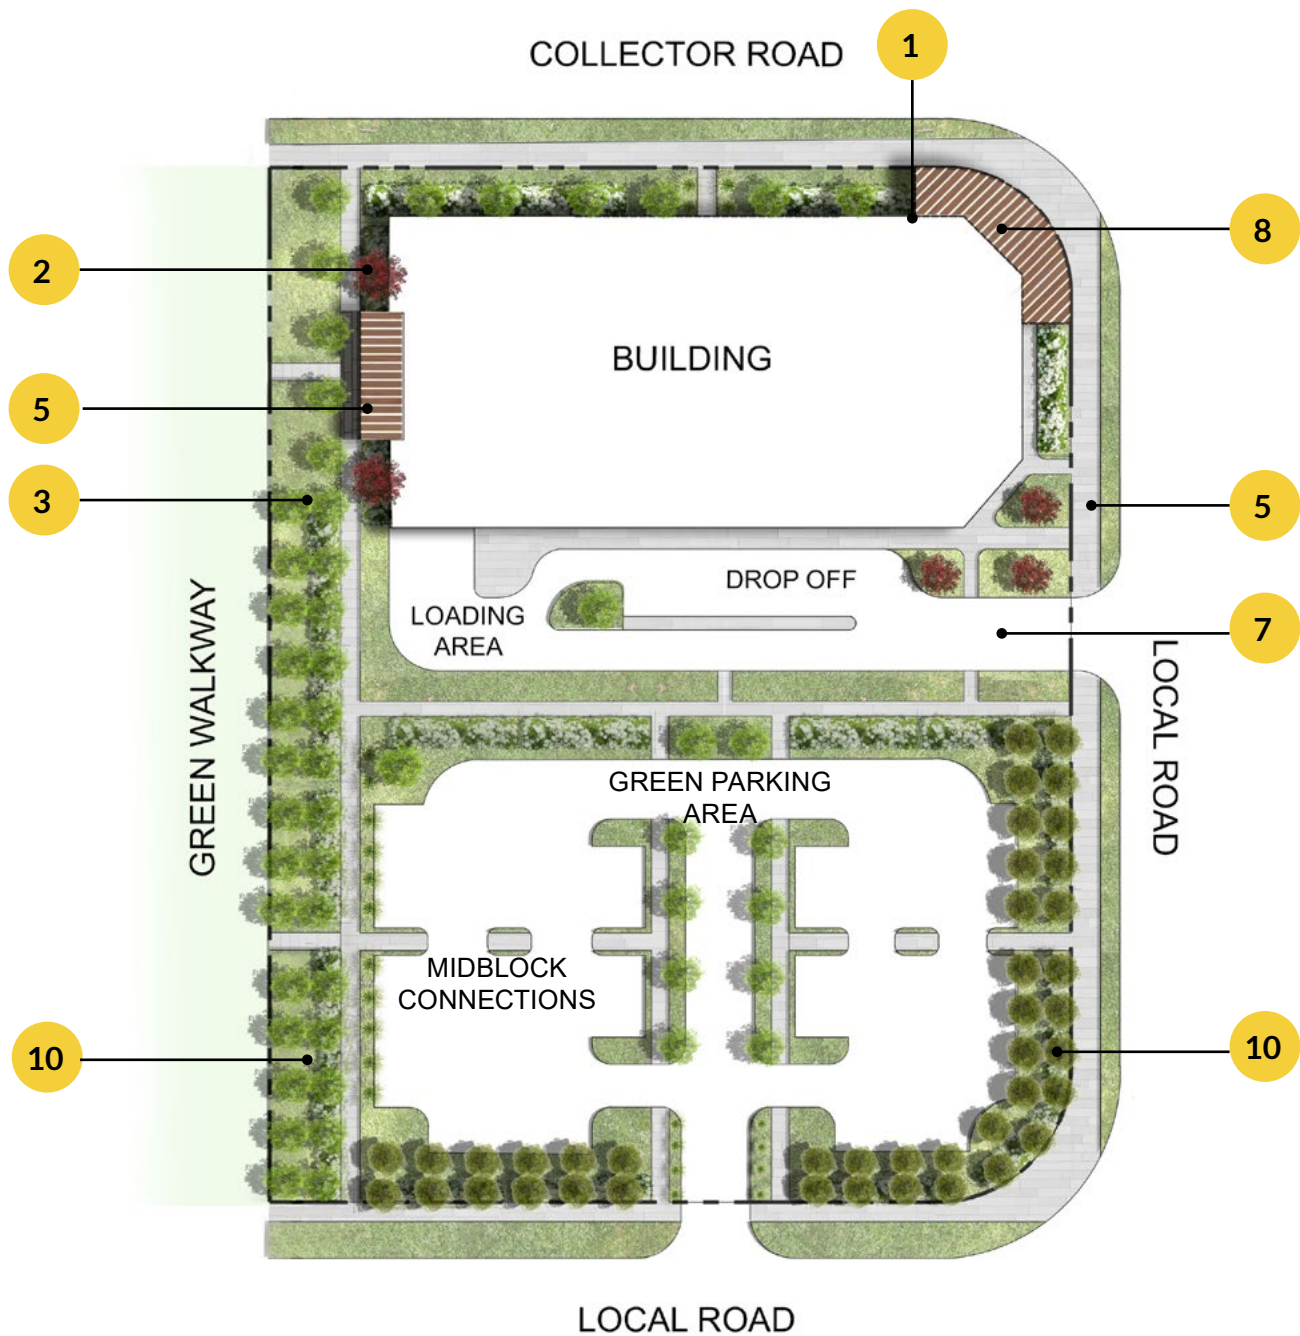 COLLECTOR ROAD
1
8
2
BUILDING
5
3
5
DROP OFF
LOADING
AREA
7
GREEN WALKWAY
LOCAL ROAD
GREEN PARKING
AREA
MIDBLOCK
CONNECTIONS
10
10
LOCAL ROAD